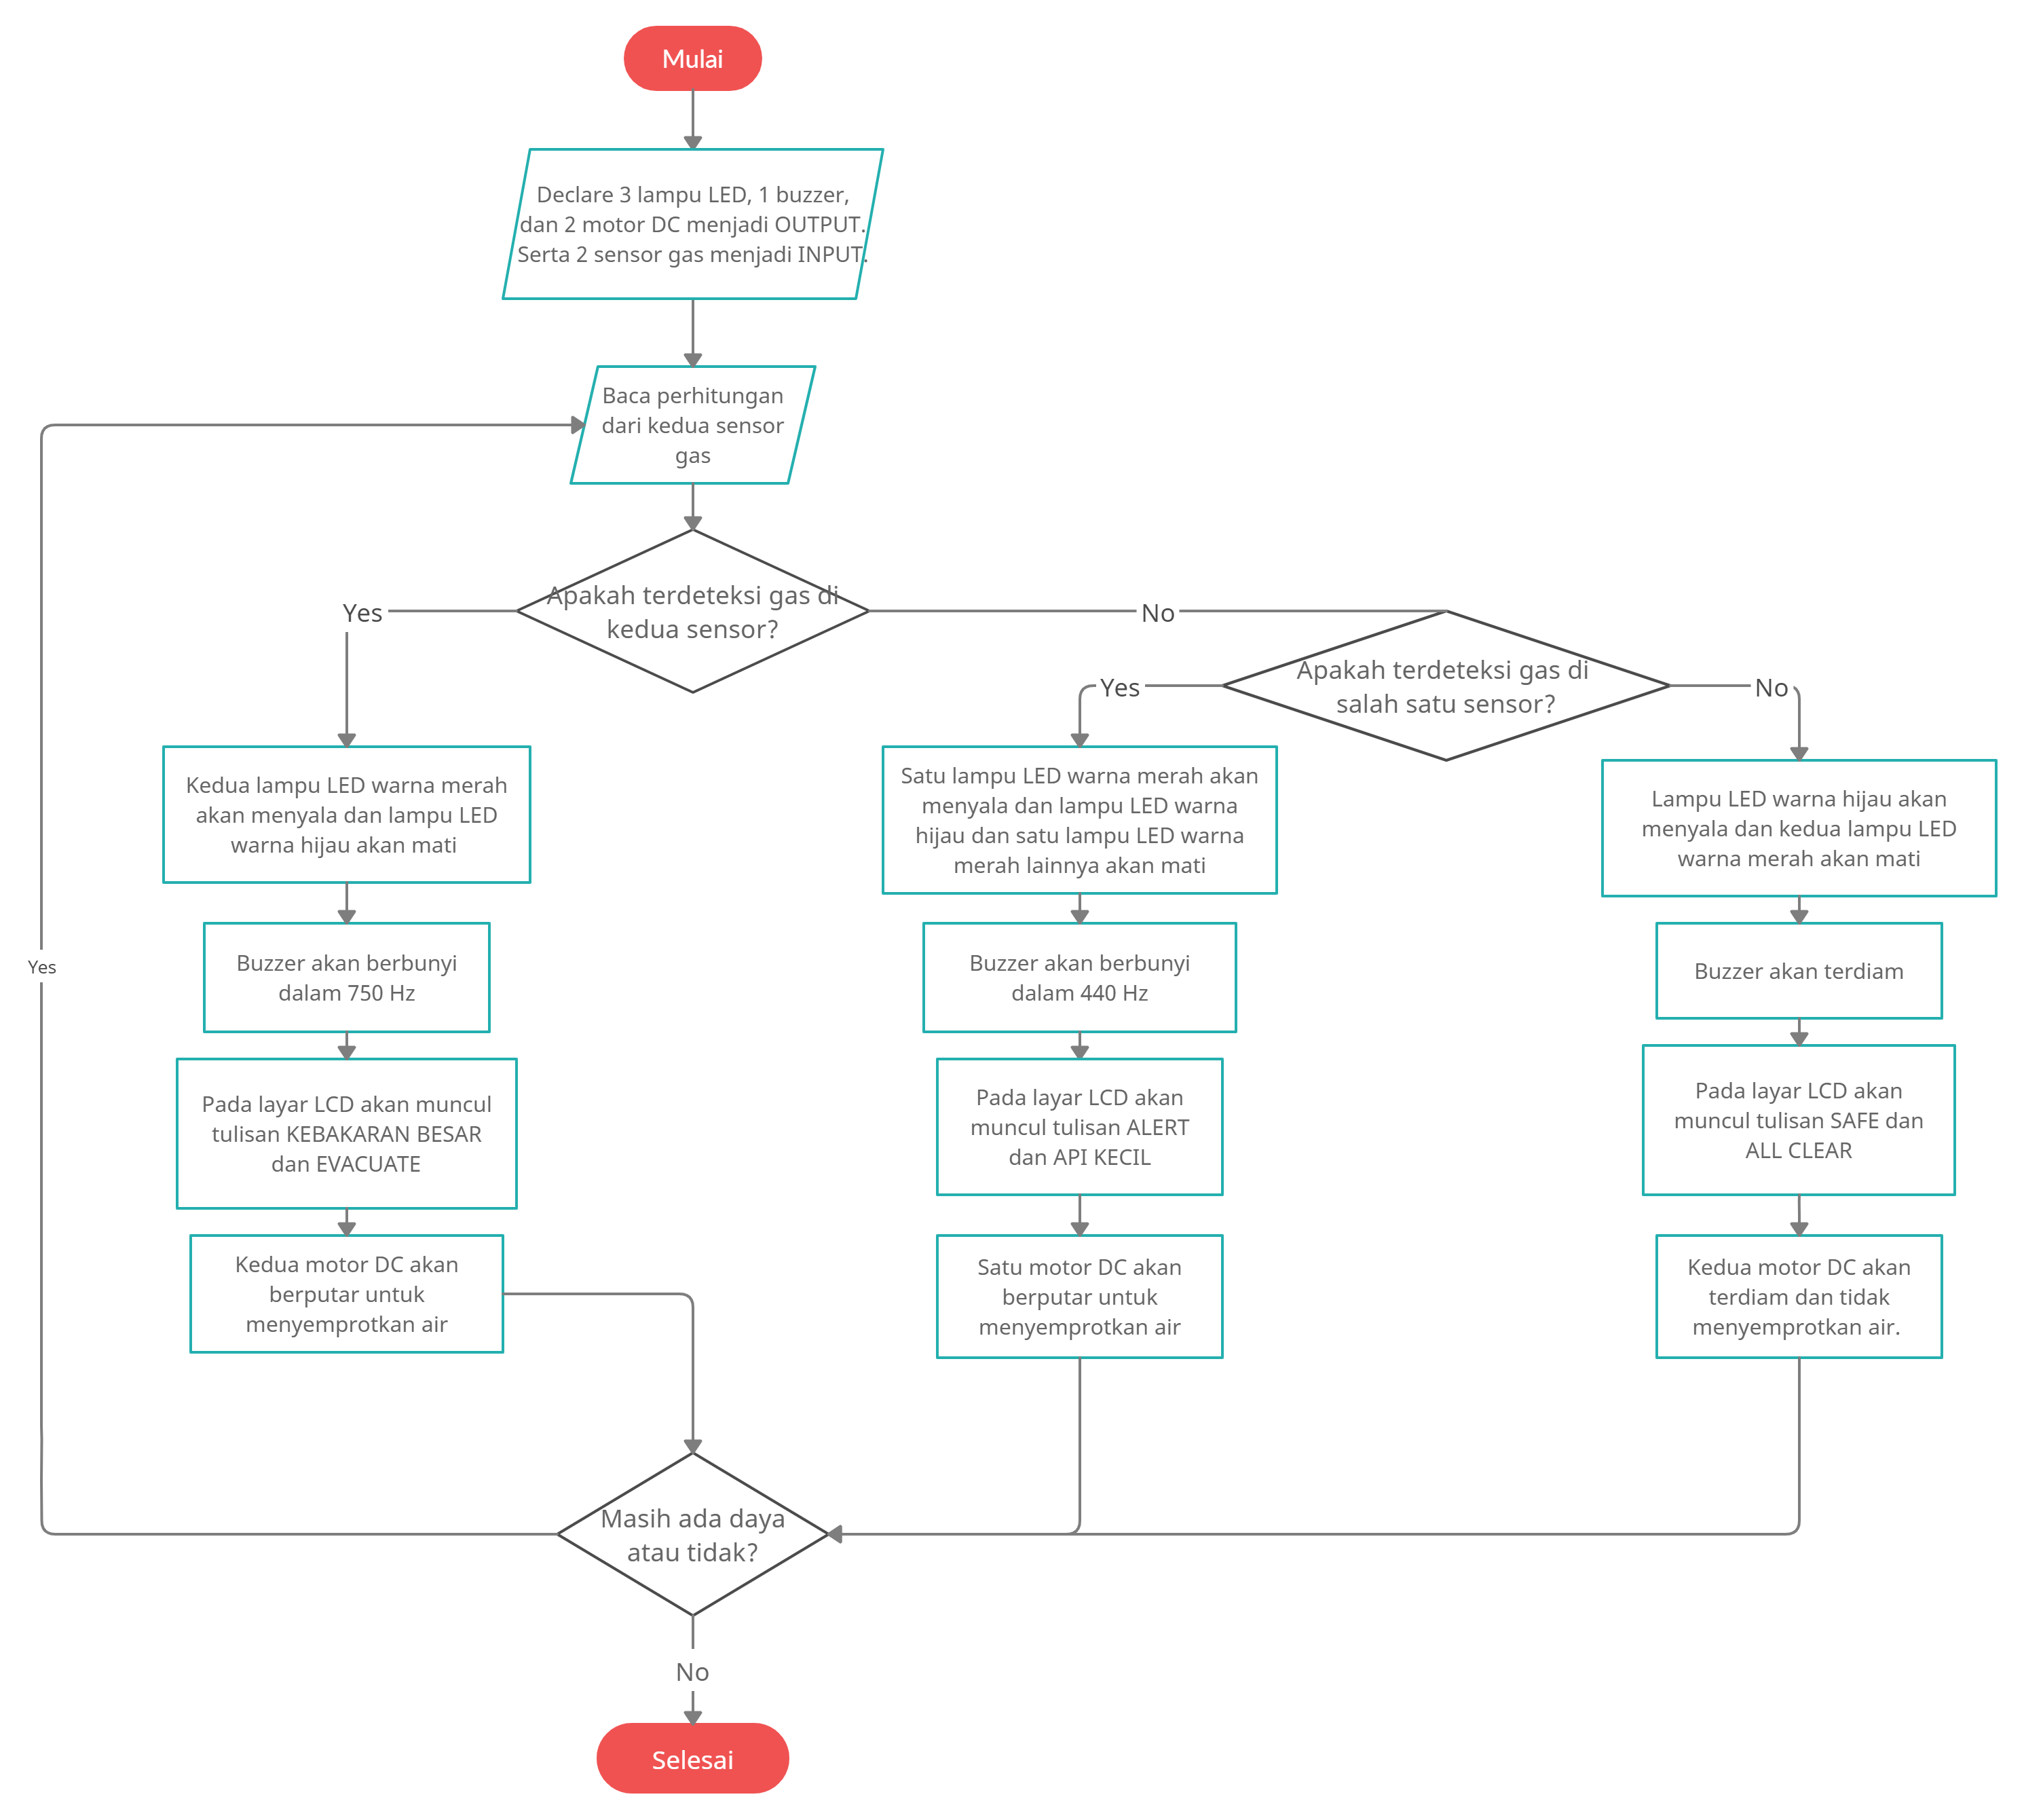 Mulai
Declare 3 lampu LED, 1 buzzer,
dan 2 motor DC menjadi OUTPUT.
Serta 2 sensor gas menjadi INPUT.
Baca perhitungan
dari kedua sensor
gas
Apakah terdeteksi gas di
kedua sensor?
Yes
No
Apakah terdeteksi gas di
salah satu sensor?
Yes
No
Kedua lampu LED warna merah
akan menyala dan lampu LED
warna hijau akan mati
Buzzer akan berbunyi
dalam 750 Hz
Pada layar LCD akan muncul
tulisan KEBAKARAN BESAR
dan EVACUATE
Kedua motor DC akan
berputar untuk
menyemprotkan air
Satu lampu LED warna merah akan
menyala dan lampu LED warna
hijau dan satu lampu LED warna
merah lainnya akan mati
Buzzer akan berbunyi
dalam 440 Hz
Pada layar LCD akan
muncul tulisan ALERT
dan API KECIL
Satu motor DC akan
berputar untuk
menyemprotkan air
Lampu LED warna hijau akan
menyala dan kedua lampu LED
warna merah akan mati
Buzzer akan terdiam
Pada layar LCD akan
muncul tulisan SAFE dan
ALL CLEAR
Kedua motor DC akan
terdiam dan tidak
menyemprotkan air.
Masih ada daya
atau tidak?
Yes
No
Selesai